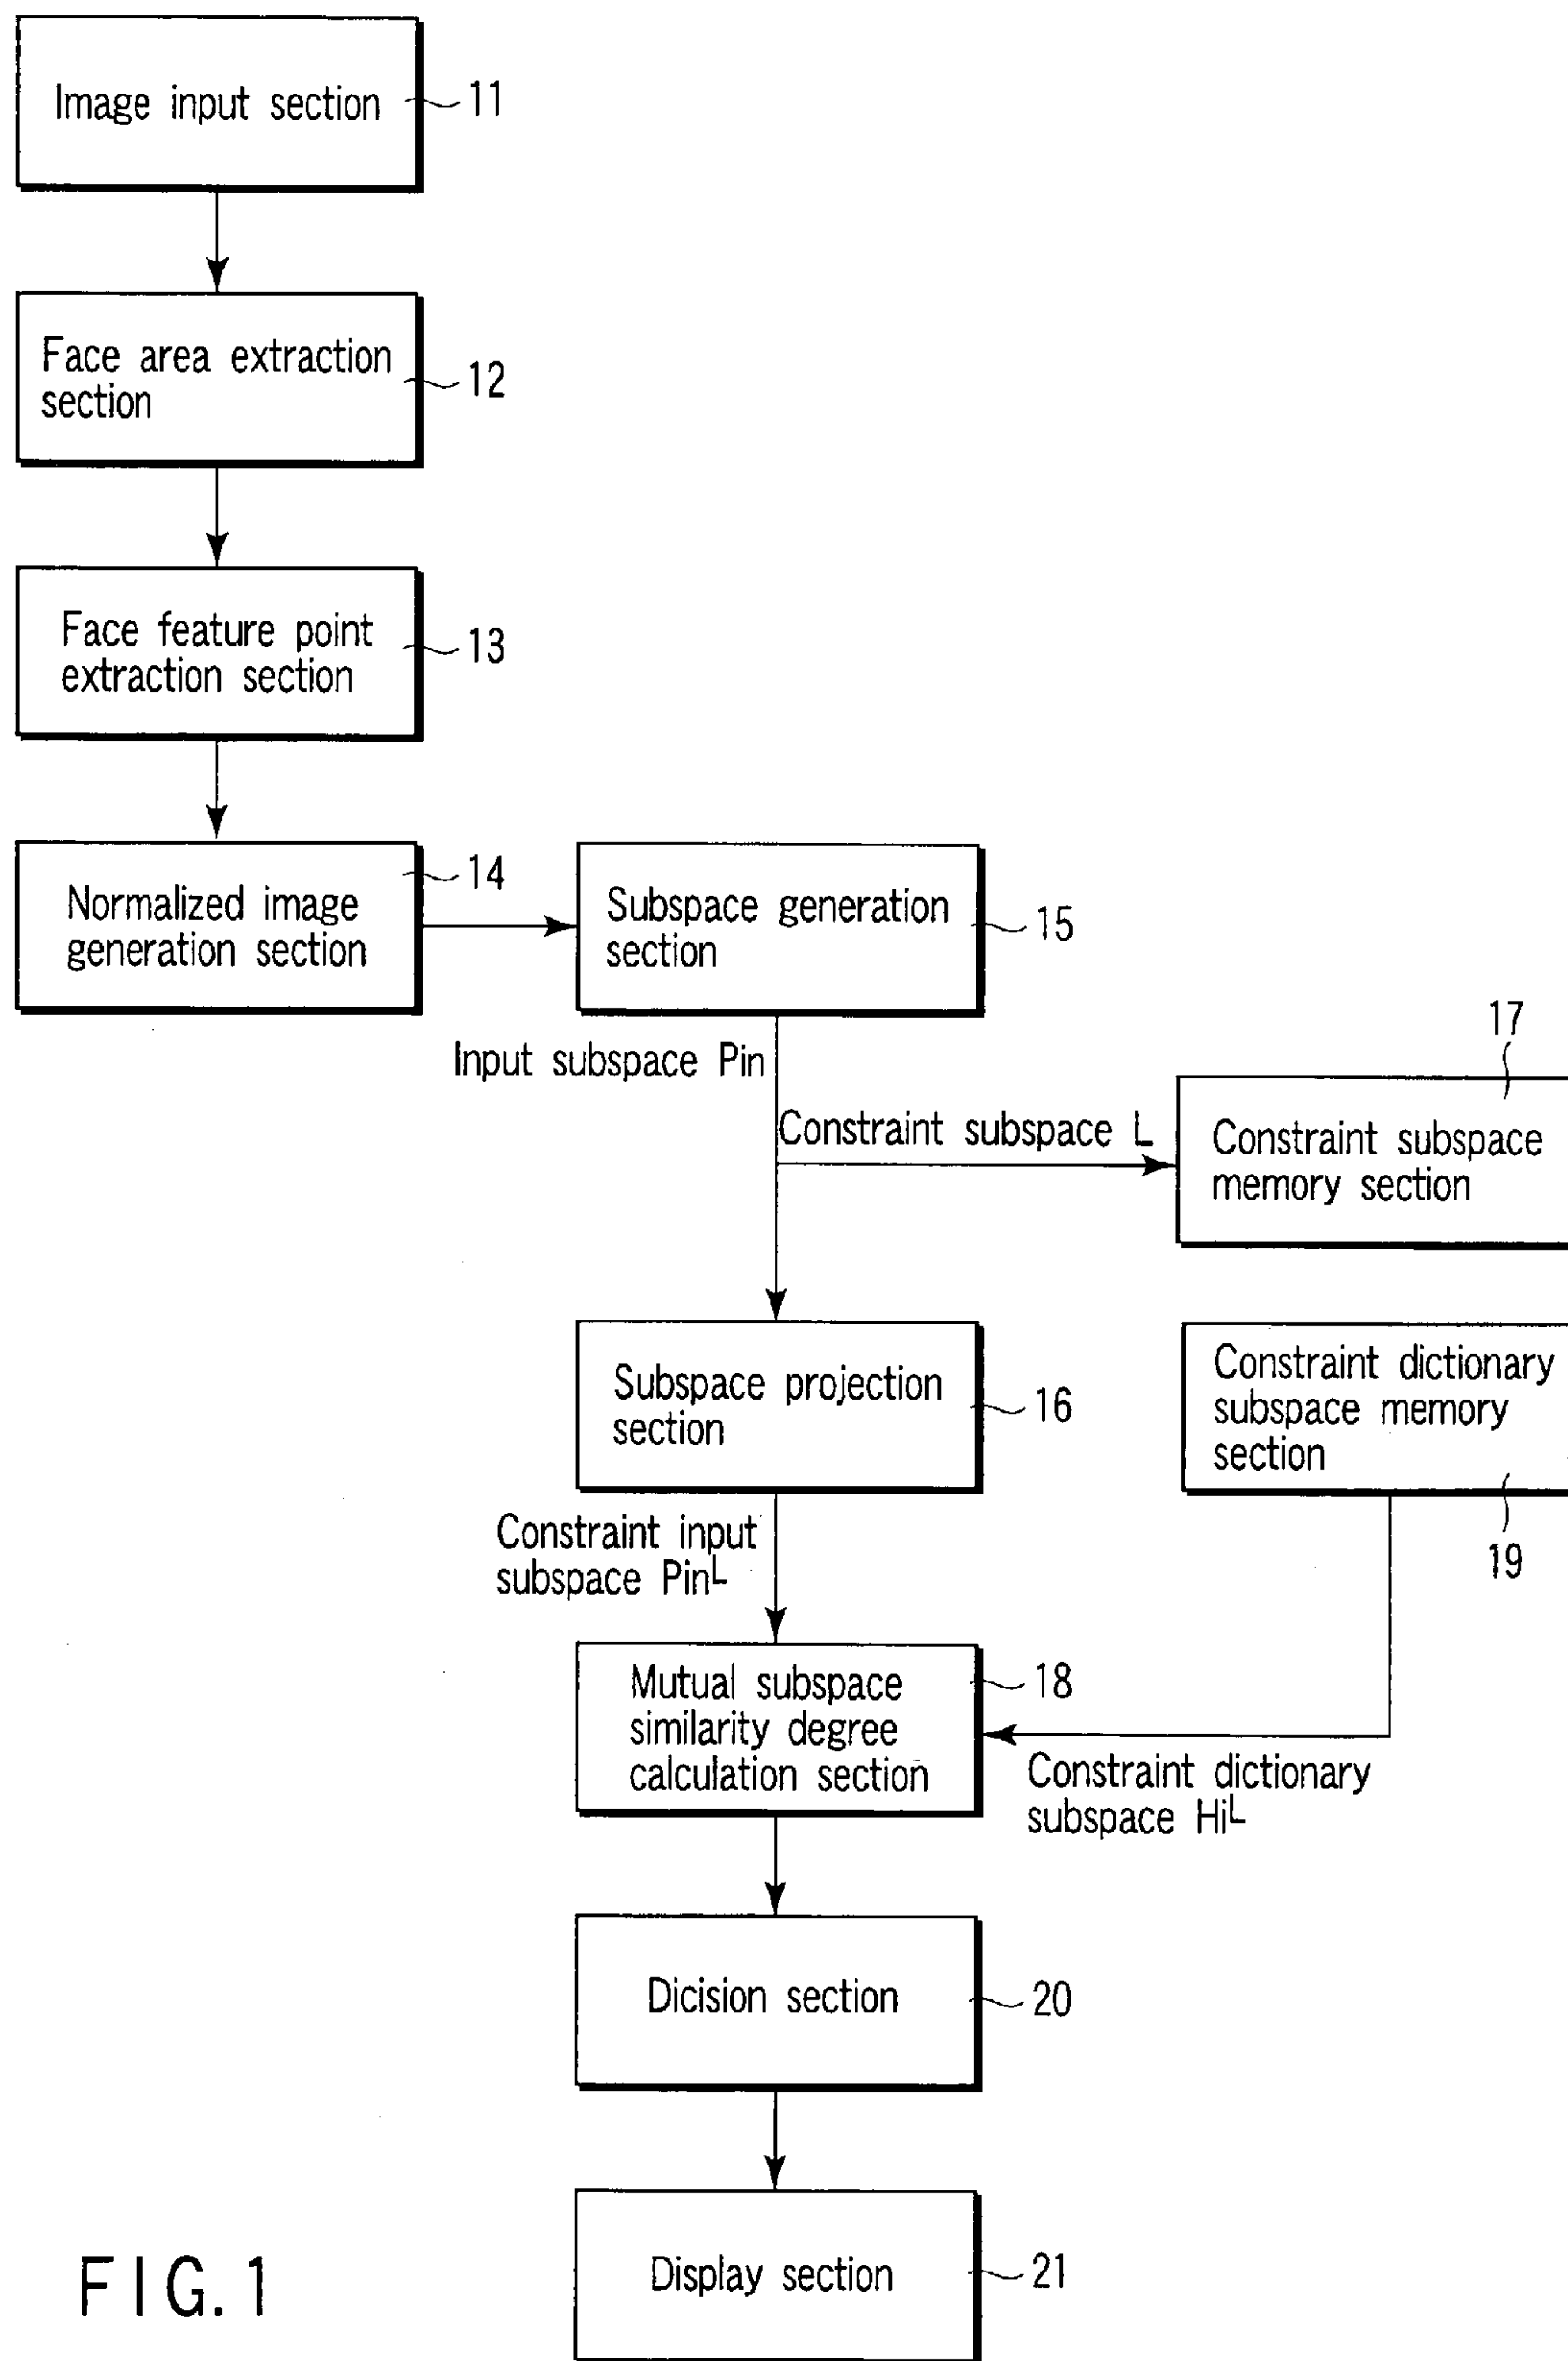 Image input section
11
Face area extraction
section
12
Face feature point
extraction section
13
Normalized image
generation section
14
Subspace generation
section
15
Input subspace Pin
17
Constraint subspace L
Constraint subspace
memory section
Subspace projection
section
16
Constraint dictionary
subspace memory
section
19
Constraint input
subspace Pin^L
Mutual subspace
similarity degree
calculation section
18
Constraint dictionary
subspace Hi^L
Dicision section
20
Display section
21
FIG.1